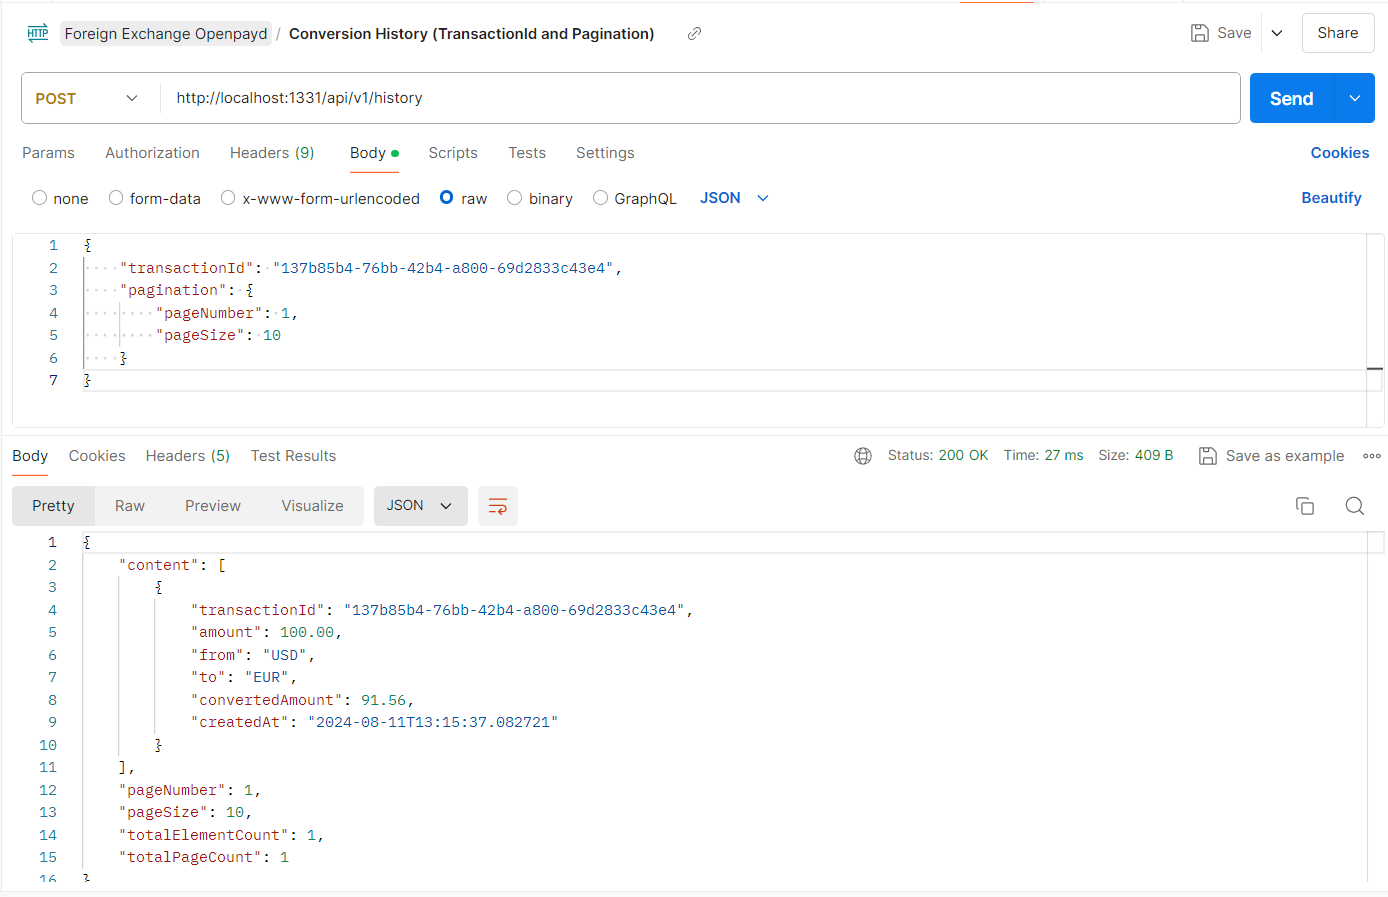 HTTP Foreign Exchange Openpayd / Conversion History (TransactionId and Pagination) Save Share
POST http://localhost:1331/api/v1/history Send
Params Authorization Headers (9) Body Scripts Tests Settings Cookies
none form-data x-www-form-urlencoded raw binary GraphQL JSON Beautify
1 {
2 "transactionId": "137b85b4-76bb-42b4-a800-69d2833c43e4",
3 "pagination": {
4 "pageNumber": 1,
5 "pageSize": 10
6 }
7 }
Body Cookies Headers (5) Test Results Status: 200 OK Time: 27 ms Size: 409 B Save as example
Pretty Raw Preview Visualize JSON
1 {
2 "content": [
3 {
4 "transactionId": "137b85b4-76bb-42b4-a800-69d2833c43e4",
5 "amount": 100.00,
6 "from": "USD",
7 "to": "EUR",
8 "convertedAmount": 91.56,
9 "createdAt": "2024-08-11T13:15:37.082721"
10 }
11 ],
12 "pageNumber": 1,
13 "pageSize": 10,
14 "totalElementCount": 1,
15 "totalPageCount": 1
16 }